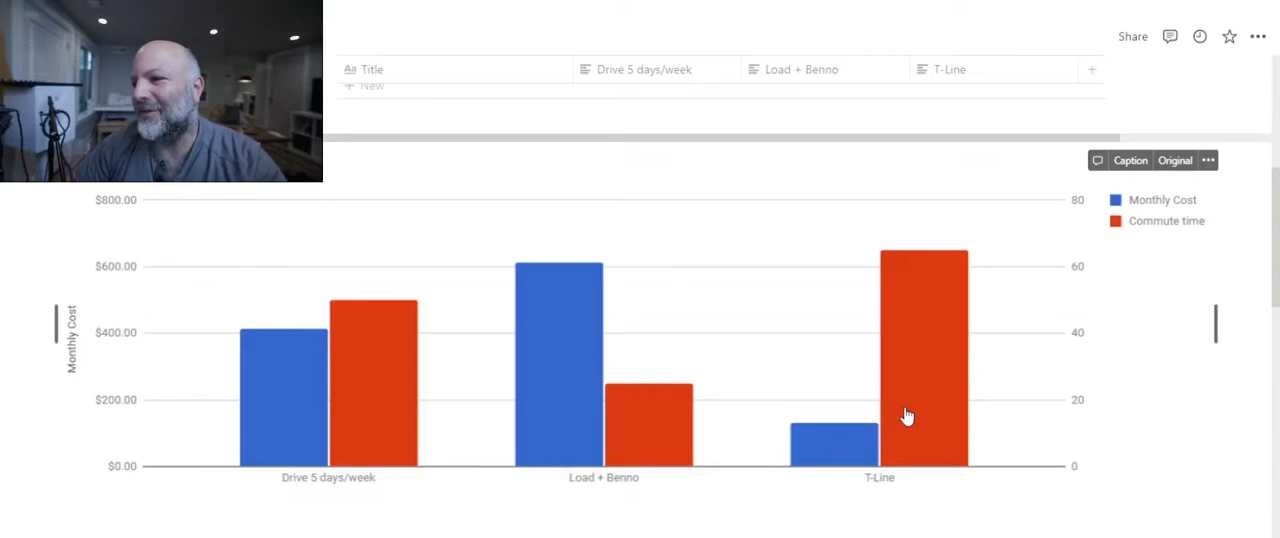 Share
Aa Title
Drive 5 days/week
Load + Benno
T-Line
+
+ New
Caption
Original
$800.00
80
Monthly Cost
Commute time
$600.00
60
Monthly Cost
$400.00
40
$200.00
20
$0.00
0
Drive 5 days/week
Load + Benno
T-Line